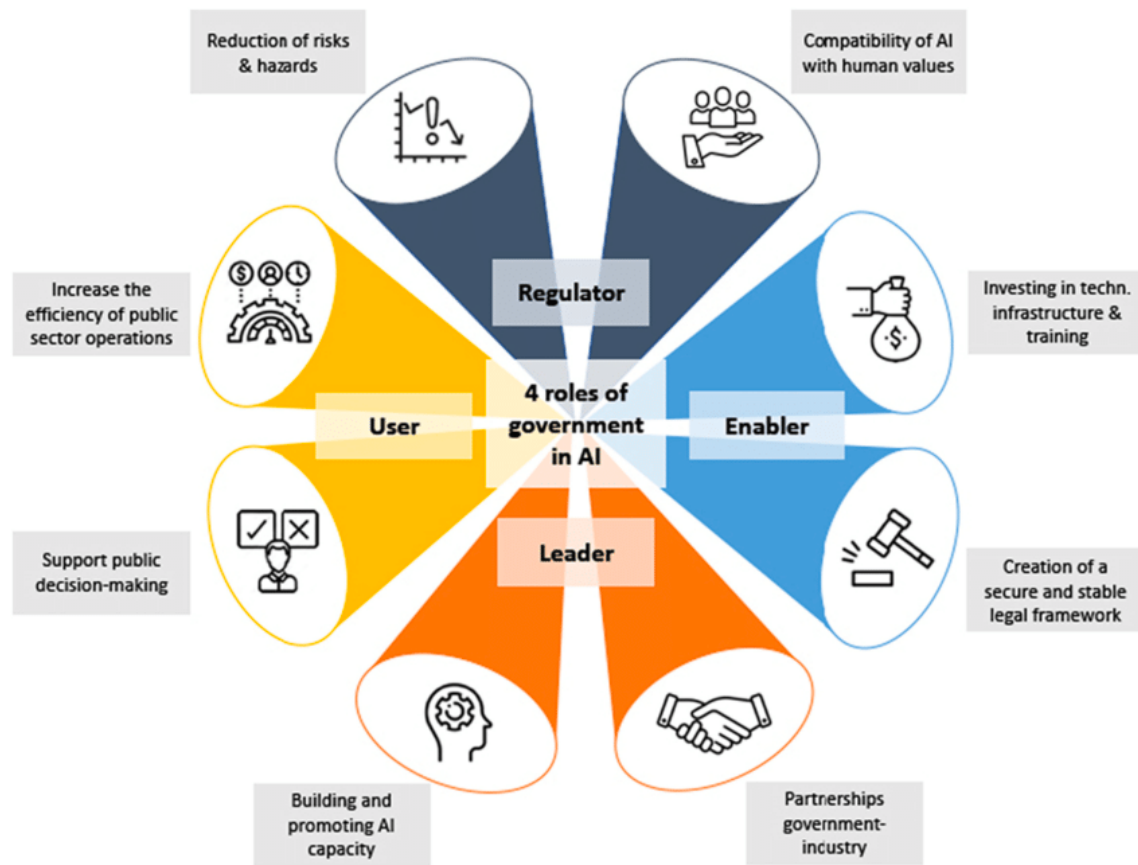 Reduction of risks
& hazards
Compatibility of AI
with human values
Increase the
efficiency of public
sector operations
Regulator
Investing in techn.
infrastructure &
training
4 roles of
government
in AI
User
Enabler
Leader
Support public
decision-making
Creation of a
secure and stable
legal framework
Building and
promoting AI
capacity
Partnerships
government-
industry
$
$